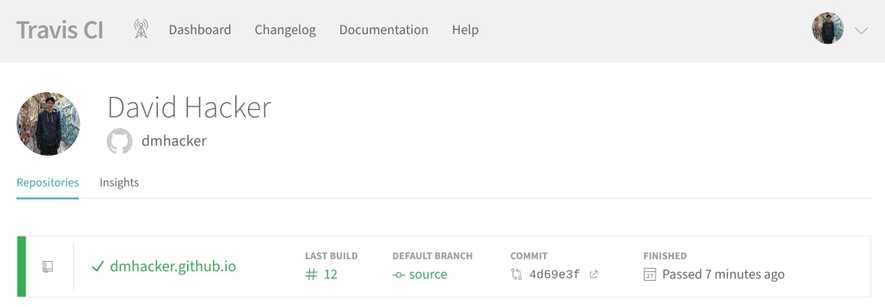 Travis CI Dashboard Changelog Documentation Help
David Hacker
dmhacker
Repositories Insights
LAST BUILD DEFAULT BRANCH COMMIT FINISHED
dmhacker.github.io # 12 source 4d69e3f Passed 7 minutes ago